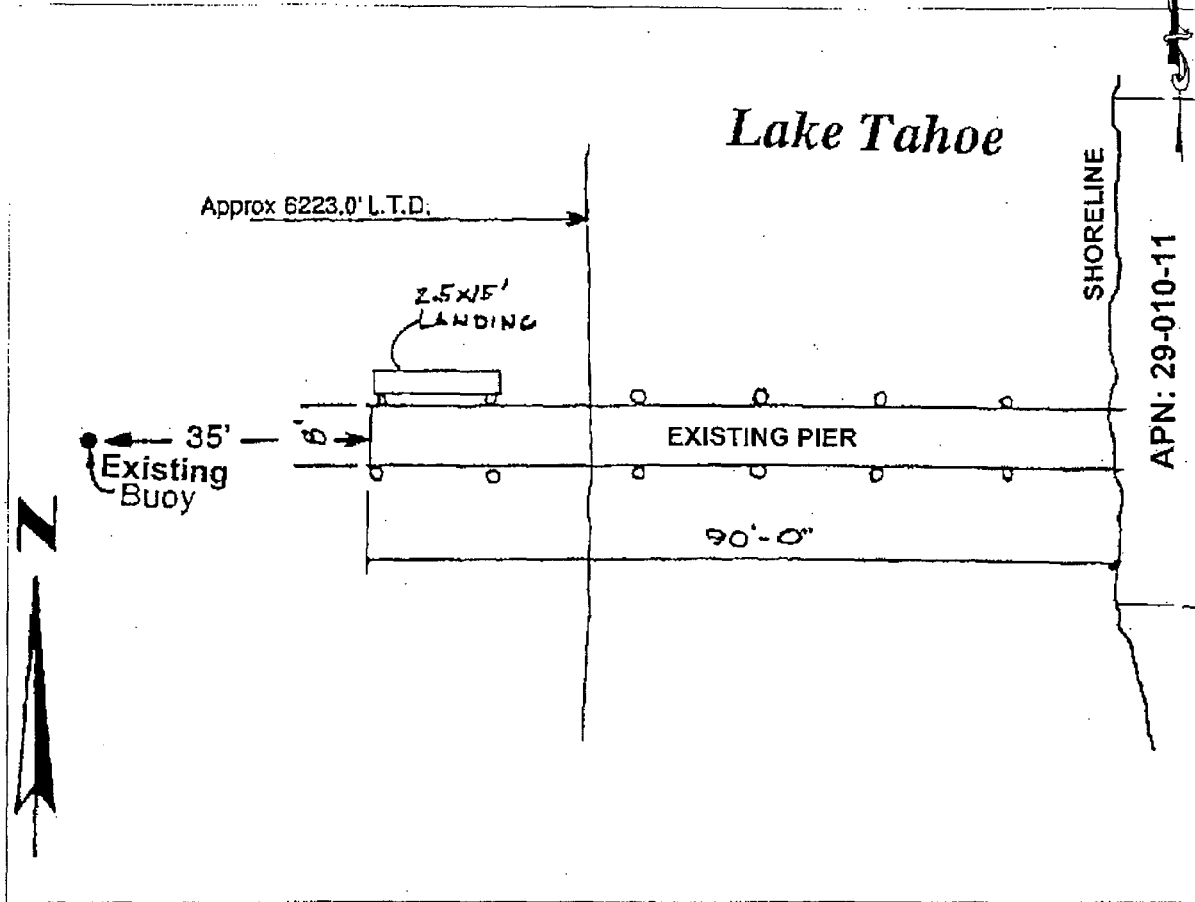 Lake Tahoe
SHORELINE
APN: 29-010-11
Approx 6223.0' L.T.D.
2.5x15'
LANDING
35'
8'
EXISTING PIER
Existing
Buoy
90'-0"
N